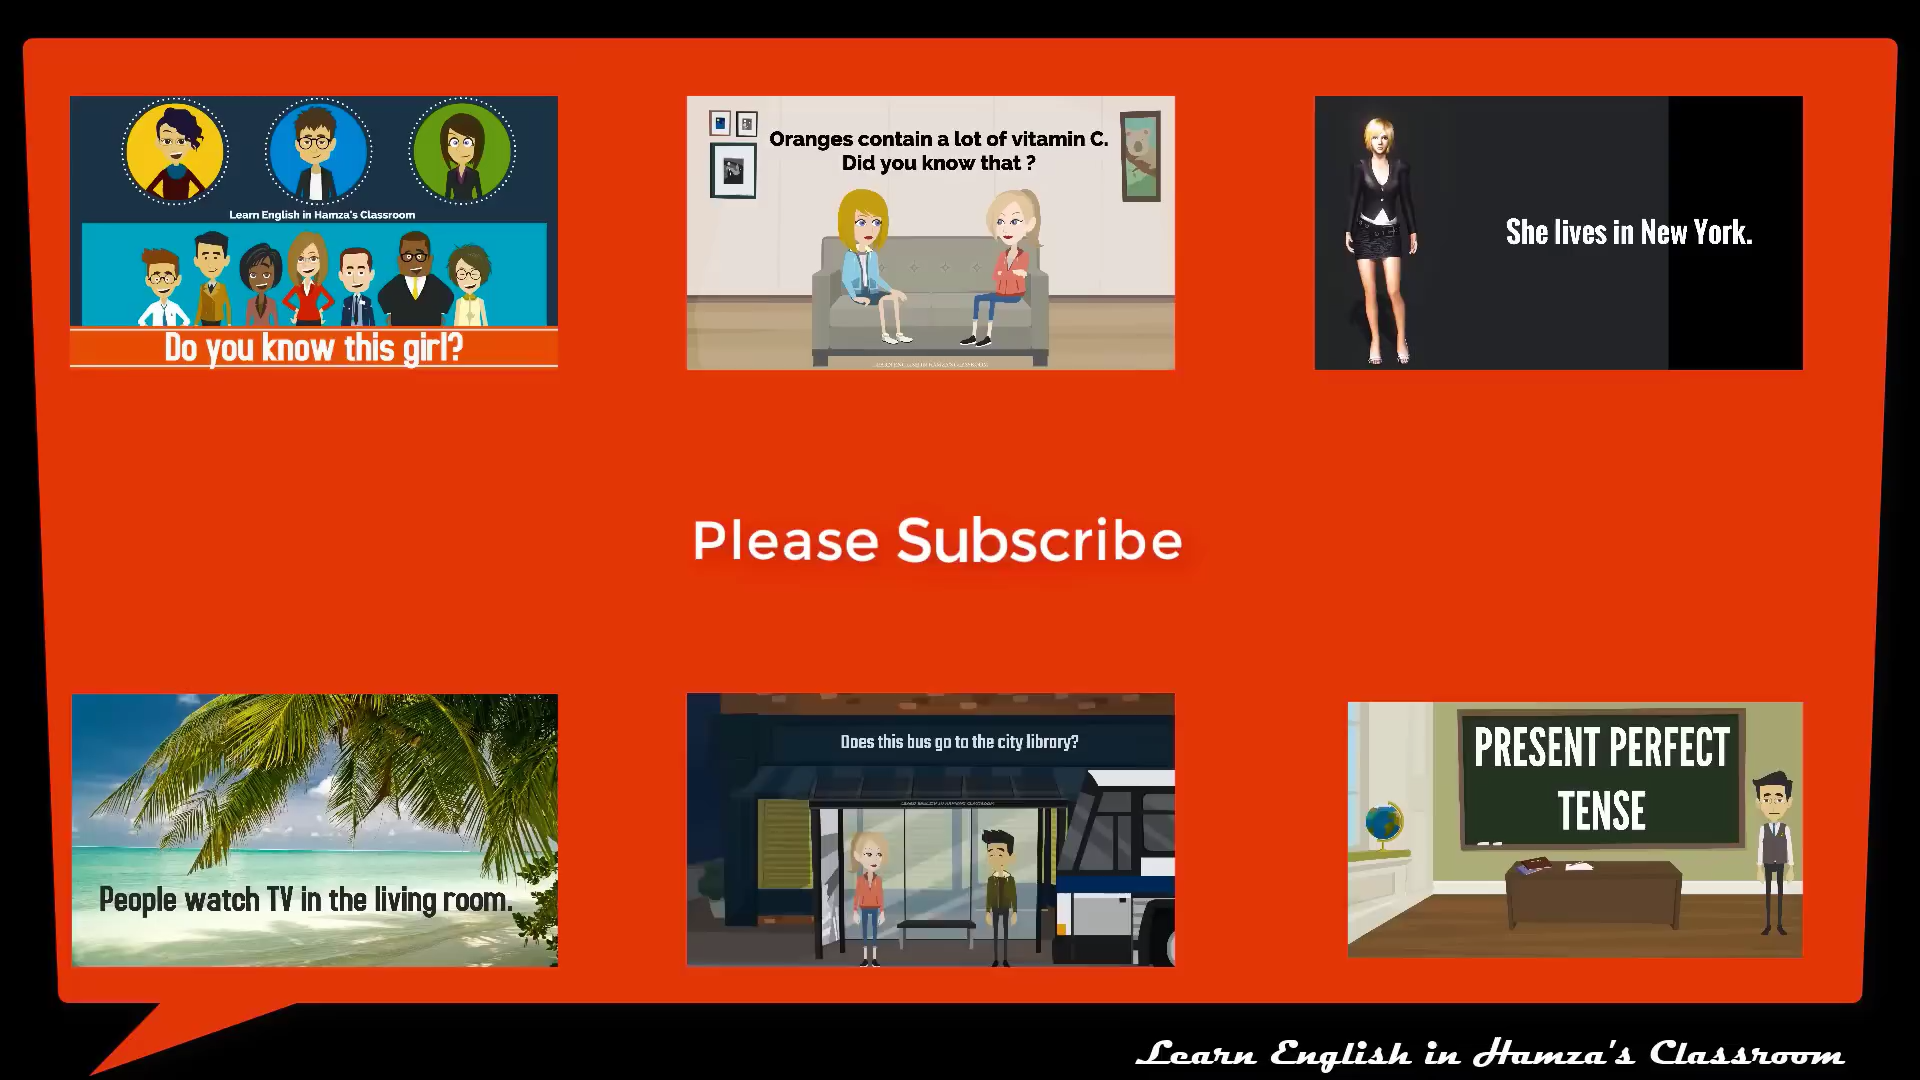 Learn English in Hamza's Classroom
Do you know this girl?
Oranges contain a lot of vitamin C.
Did you know that ?
She lives in New York.
Please Subscribe
People watch TV in the living room.
Does this bus go to the city library?
PRESENT PERFECT
TENSE
Learn English in Hamza's Classroom